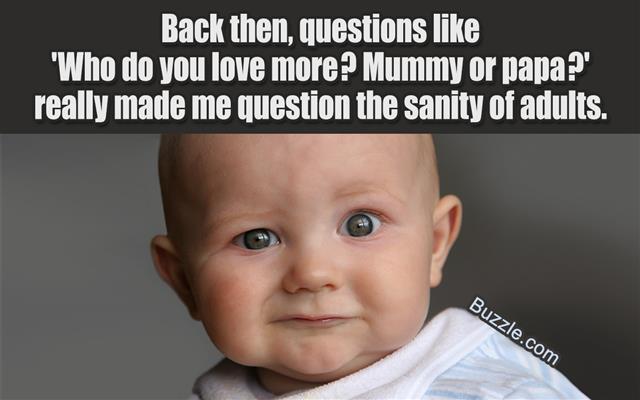 Back then, questions like
'Who do you love more? Mummy or papa?'
really made me question the sanity of adults.
Buzzle.com